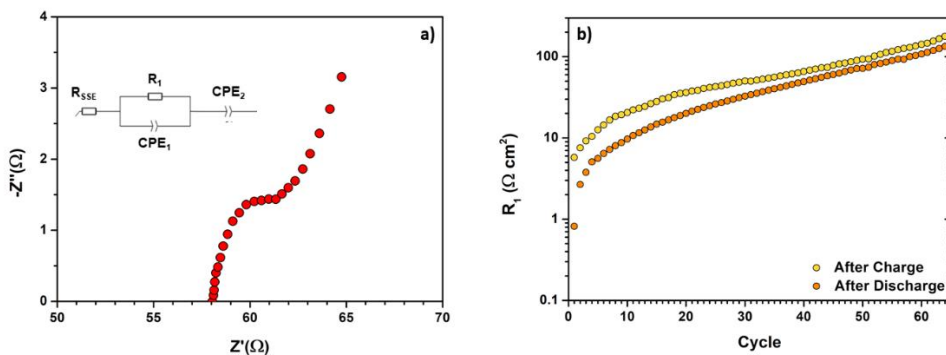 a)
4
3
2
1
0
-Z''(Ω)
R_SSE
R₁
CPE₁
CPE₂
50 55 60 65 70
Z'(Ω)
b)
100
10
1
0.1
R₁ (Ω cm²)
After Charge
After Discharge
0 10 20 30 40 50 60
Cycle